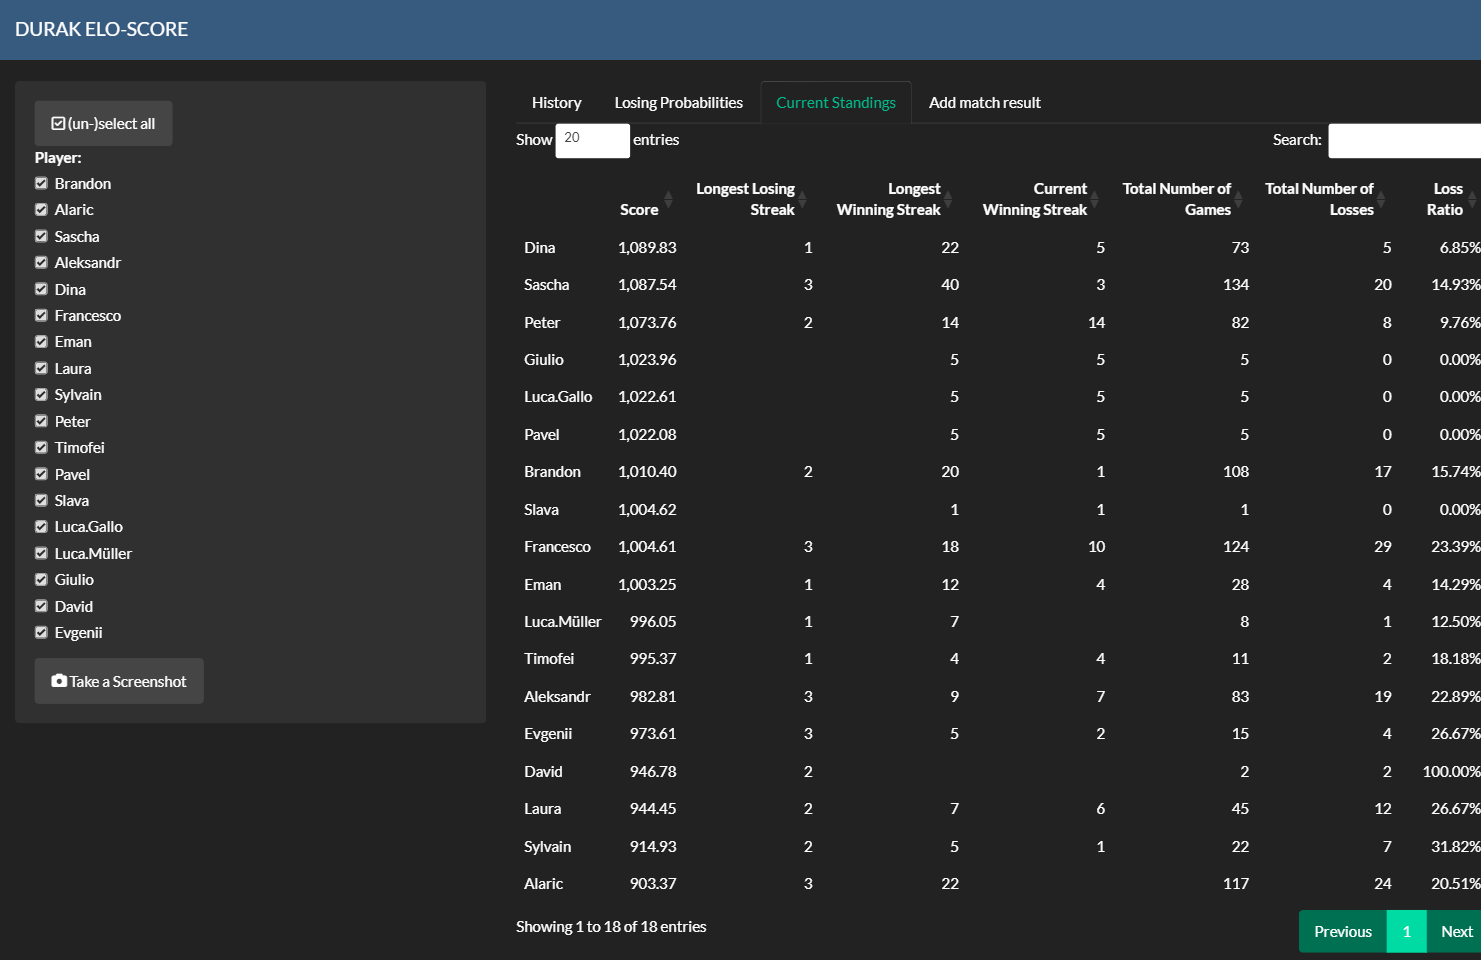 DURAK ELO-SCORE
(un-)select all
Player:
Brandon
Alaric
Sascha
Aleksandr
Dina
Francesco
Eman
Laura
Sylvain
Peter
Timofei
Pavel
Slava
Luca.Gallo
Luca.Müller
Giulio
David
Evgenii
Take a Screenshot
History Losing Probabilities Current Standings Add match result
Show 20 entries Search:
Longest Losing Longest Current Total Number of Total Number of Loss
Score Streak Winning Streak Winning Streak Games Losses Ratio
Dina 1,089.83 1 22 5 73 5 6.85%
Sascha 1,087.54 3 40 3 134 20 14.93%
Peter 1,073.76 2 14 14 82 8 9.76%
Giulio 1,023.96 5 5 5 0 0.00%
Luca.Gallo 1,022.61 5 5 5 0 0.00%
Pavel 1,022.08 5 5 5 0 0.00%
Brandon 1,010.40 2 20 1 108 17 15.74%
Slava 1,004.62 1 1 1 0 0.00%
Francesco 1,004.61 3 18 10 124 29 23.39%
Eman 1,003.25 1 12 4 28 4 14.29%
Luca.Müller 996.05 1 7 8 1 12.50%
Timofei 995.37 1 4 4 11 2 18.18%
Aleksandr 982.81 3 9 7 83 19 22.89%
Evgenii 973.61 3 5 2 15 4 26.67%
David 946.78 2 2 2 100.00%
Laura 944.45 2 7 6 45 12 26.67%
Sylvain 914.93 2 5 1 22 7 31.82%
Alaric 903.37 3 22 117 24 20.51%
Showing 1 to 18 of 18 entries
Previous 1 Next